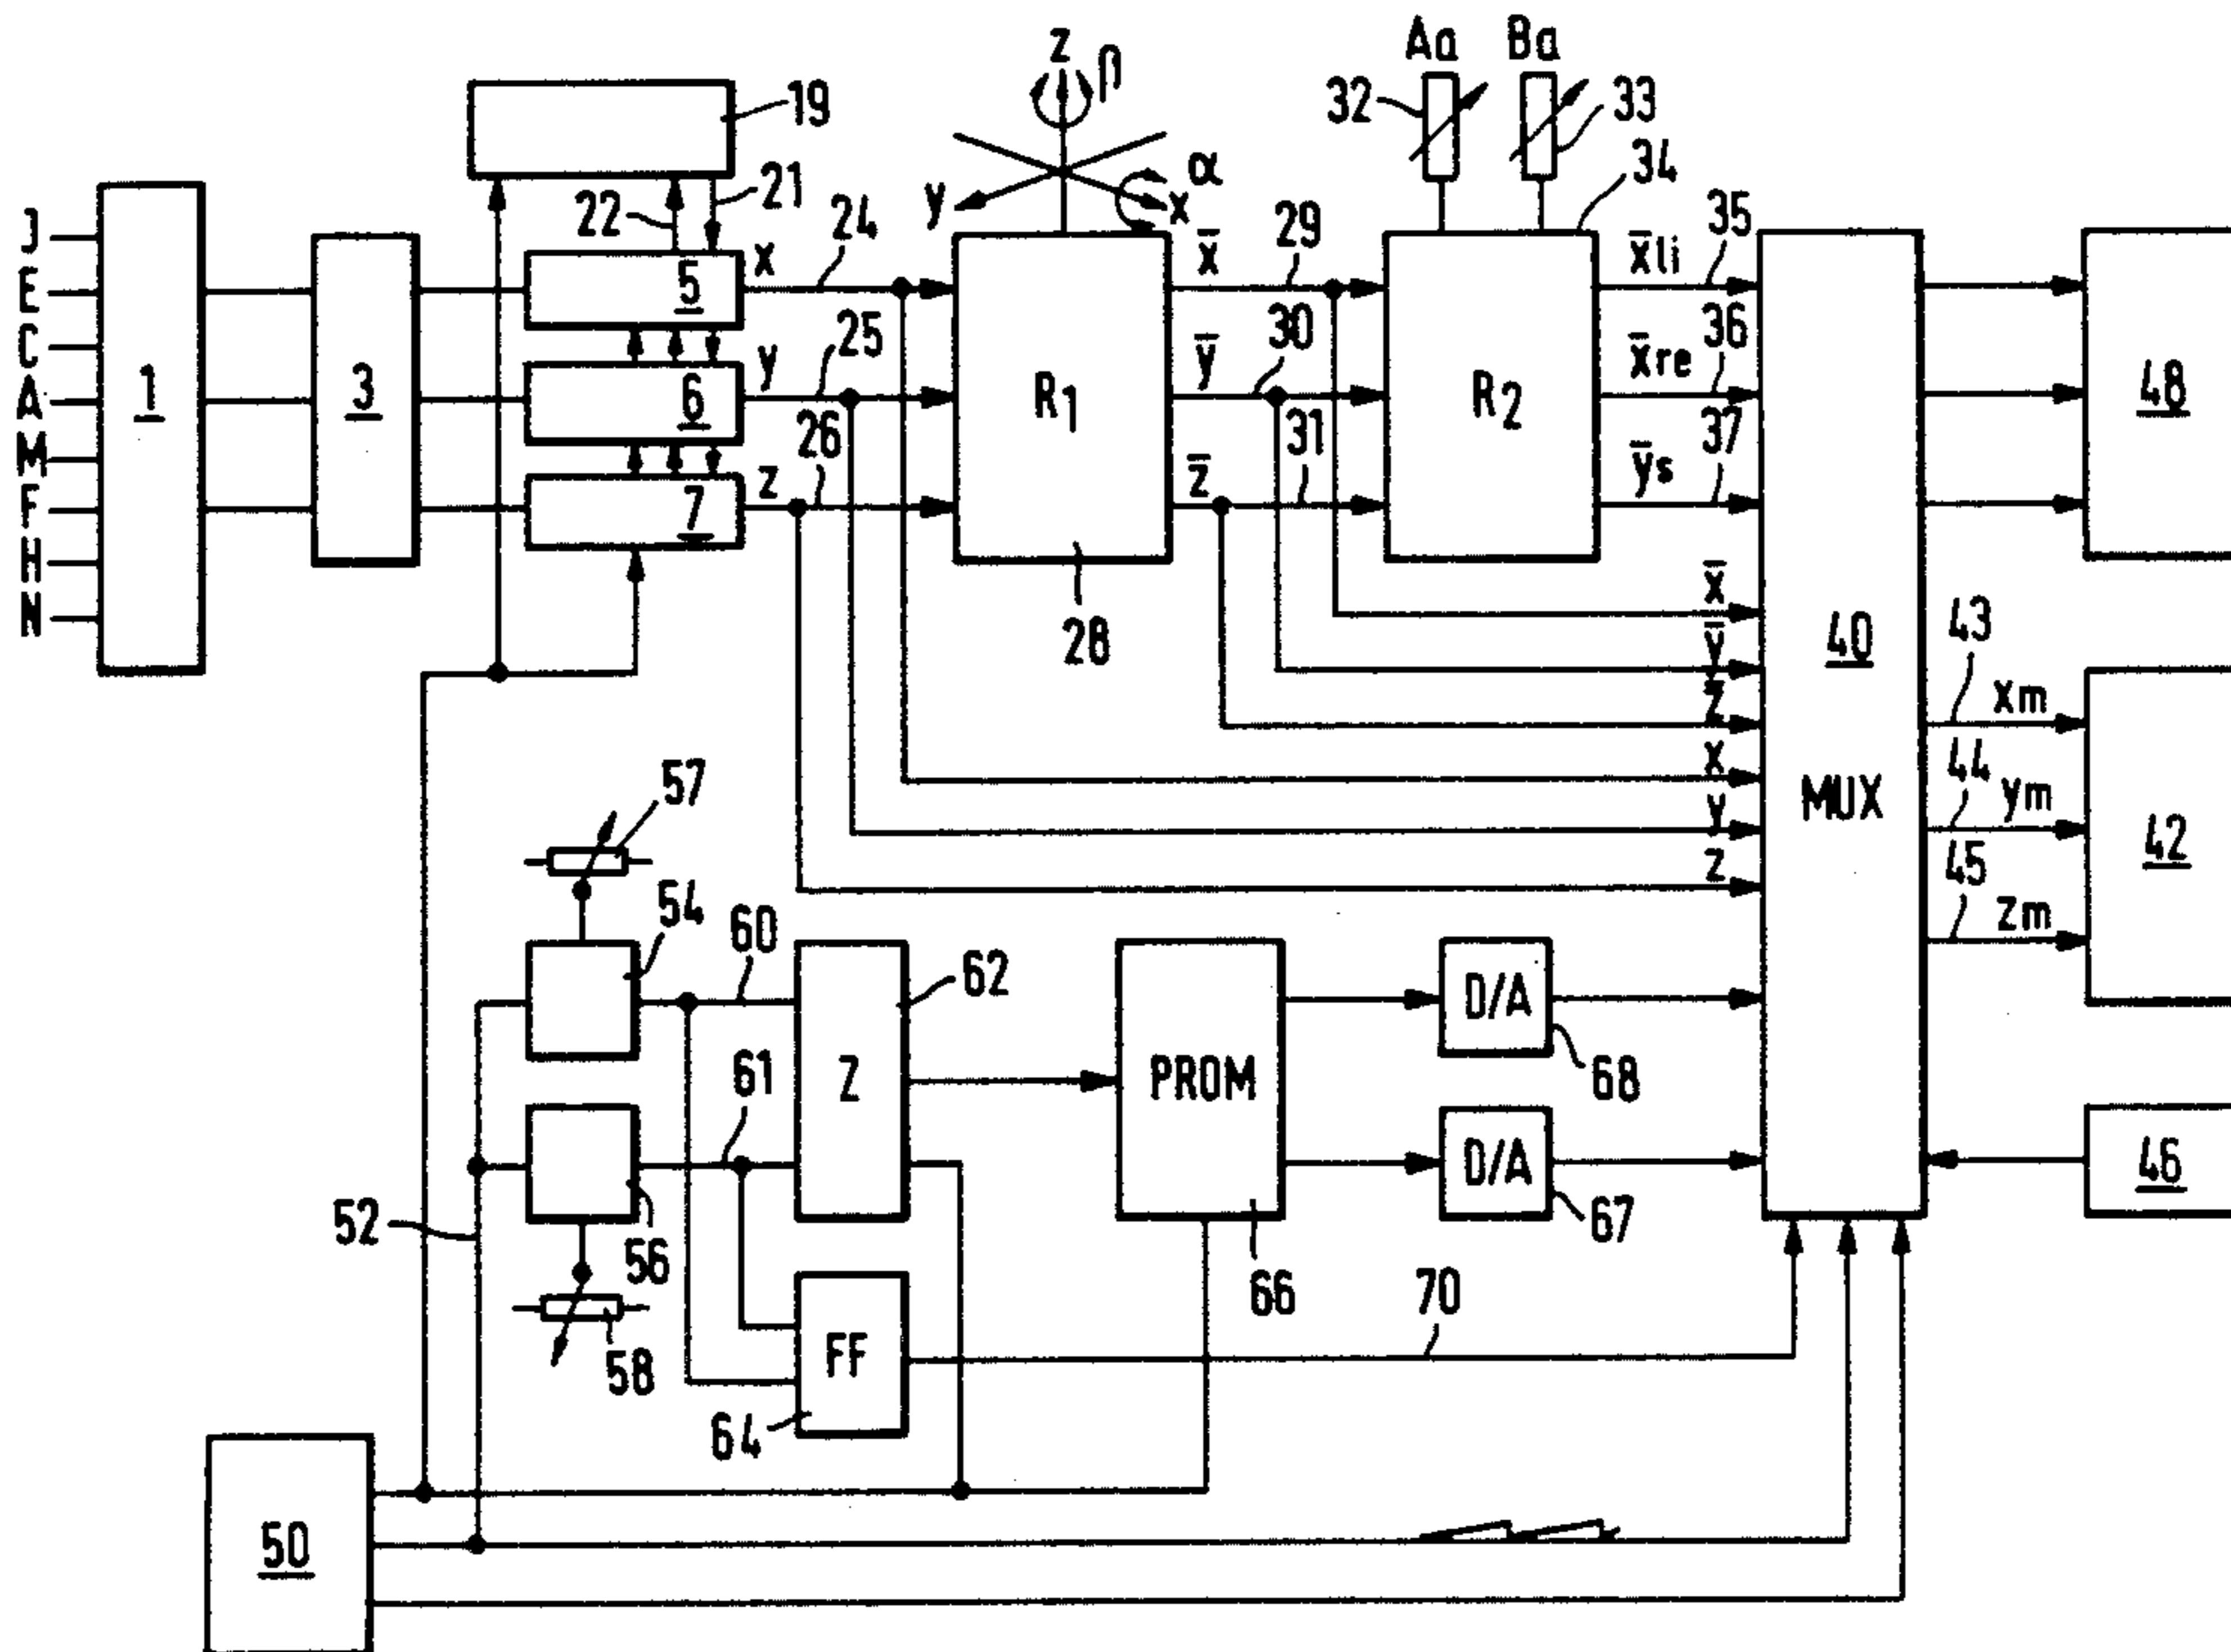 Aa Ba
z β
32 33
19
α
y x
34
J
E
C
A
M
F
H
N
1
3
22 21
5
6
7
x 24
y 25
z 26
R1
28
x̄ 29
ȳ 30
z̄ 31
R2
x̄li 35
x̄re 36
ȳs 37
x̄
ȳ
z̄
x
y
z
40
MUX
48
43 xm
44 ym
45 zm
42
46
57
54
60
61
62
Z
52
56
58
FF
64
PROM
66
D/A
68
D/A
67
70
50